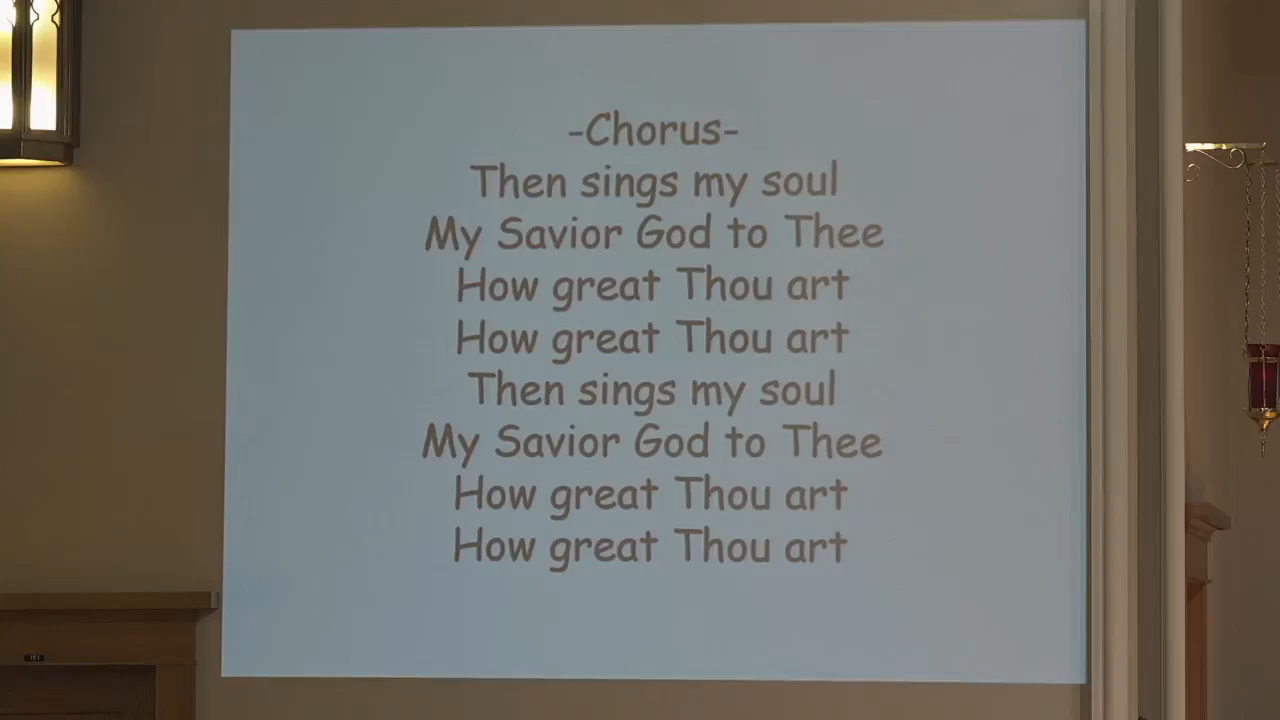 -Chorus-
Then sings my soul
My Savior God to Thee
How great Thou art
How great Thou art
Then sings my soul
My Savior God to Thee
How great Thou art
How great Thou art
151